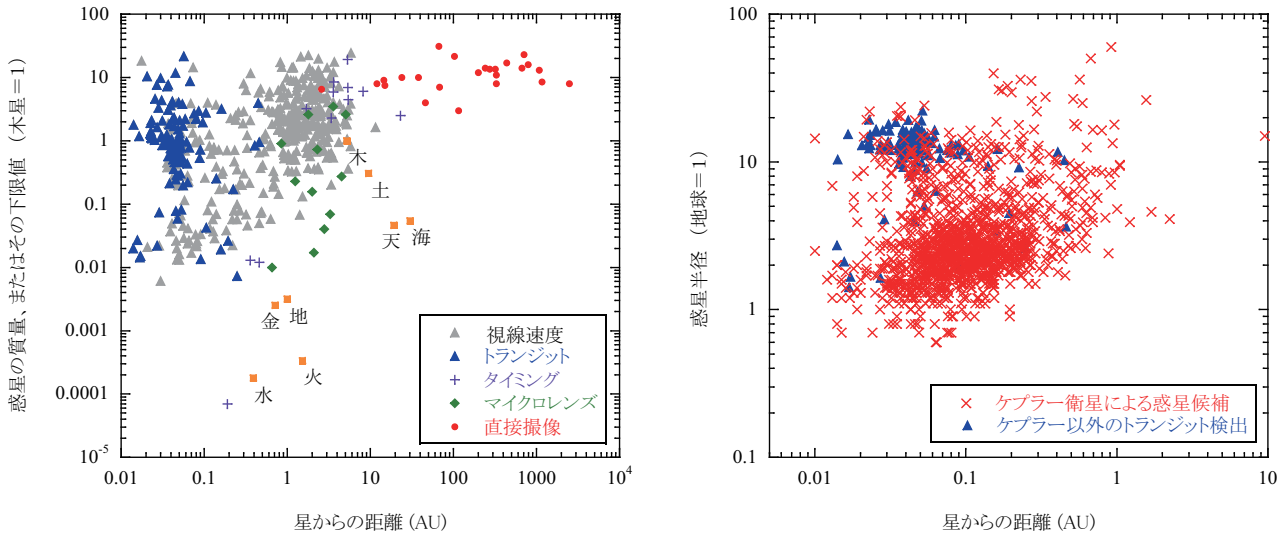 惑星の質量、またはその下限値 (木星=1)
100
10
1
0.1
0.01
0.001
0.0001
10-5
木
土
天
海
金
地
火
水
視線速度
トランジット
タイミング
マイクロレンズ
直接撮像
0.01
0.1
1
10
100
1000
104
星からの距離 (AU)
惑星半径 (地球=1)
100
10
1
0.1
ケプラー衛星による惑星候補
ケプラー以外のトランジット検出
0.01
0.1
1
10
星からの距離 (AU)